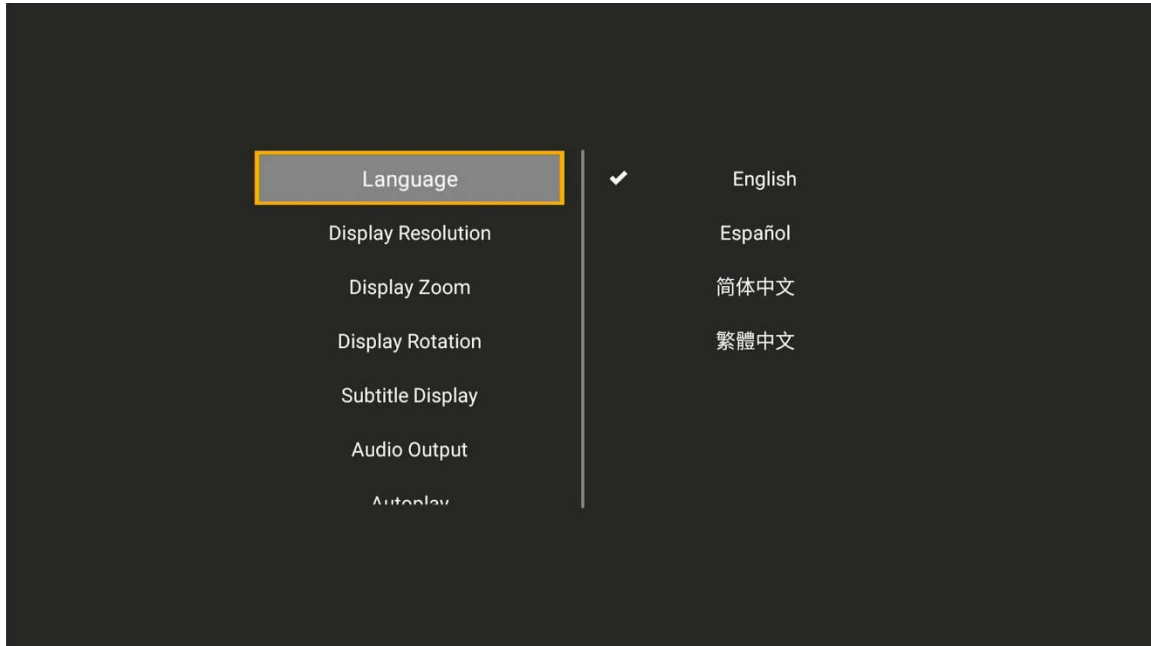 Language
Display Resolution
Display Zoom
Display Rotation
Subtitle Display
Audio Output
Autoplay
English
Español
简体中文
繁體中文